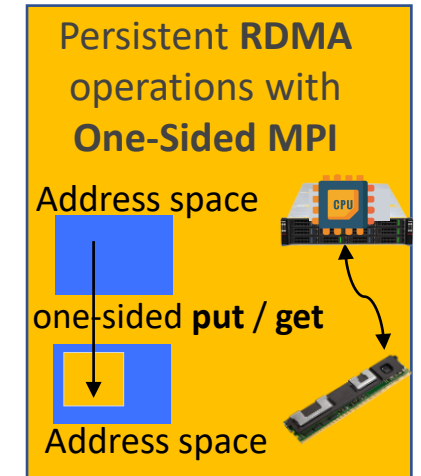 Persistent RDMA
operations with
One-Sided MPI
Address space
CPU
one-sided put / get
Address space